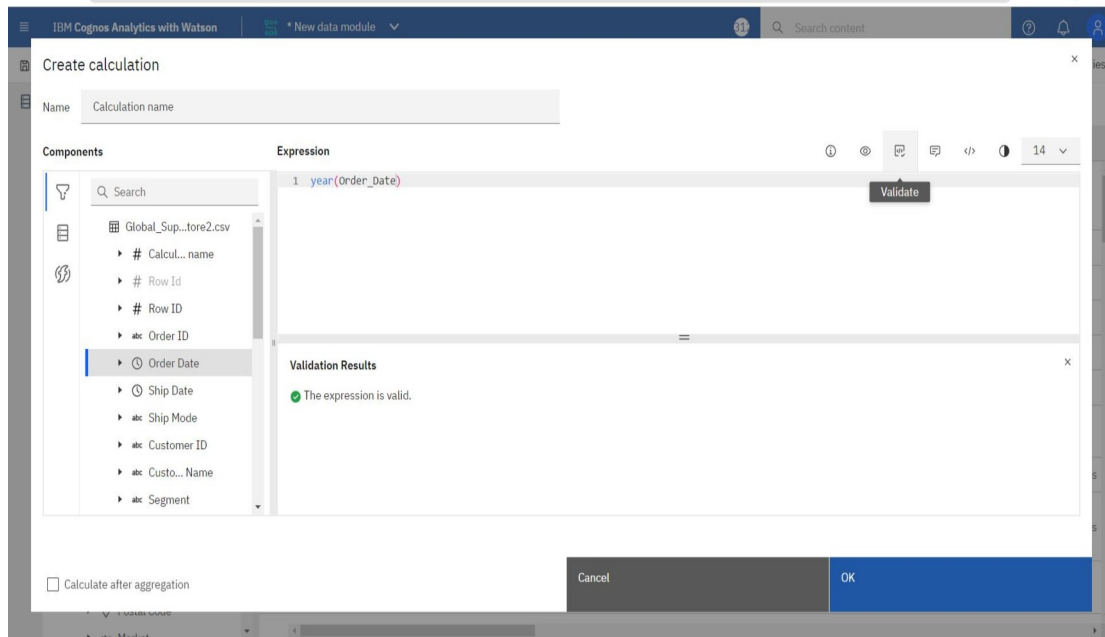 IBM Cognos Analytics with Watson
* New data module
Search content
Create calculation
Name
Calculation name
Components
Expression
14
Validate
Search
1 year(Order_Date)
Global_Sup...tore2.csv
# Calcul... name
# Row Id
# Row ID
abc Order ID
Order Date
Ship Date
abc Ship Mode
abc Customer ID
abc Custo... Name
abc Segment
Validation Results
The expression is valid.
Calculate after aggregation
Cancel
OK